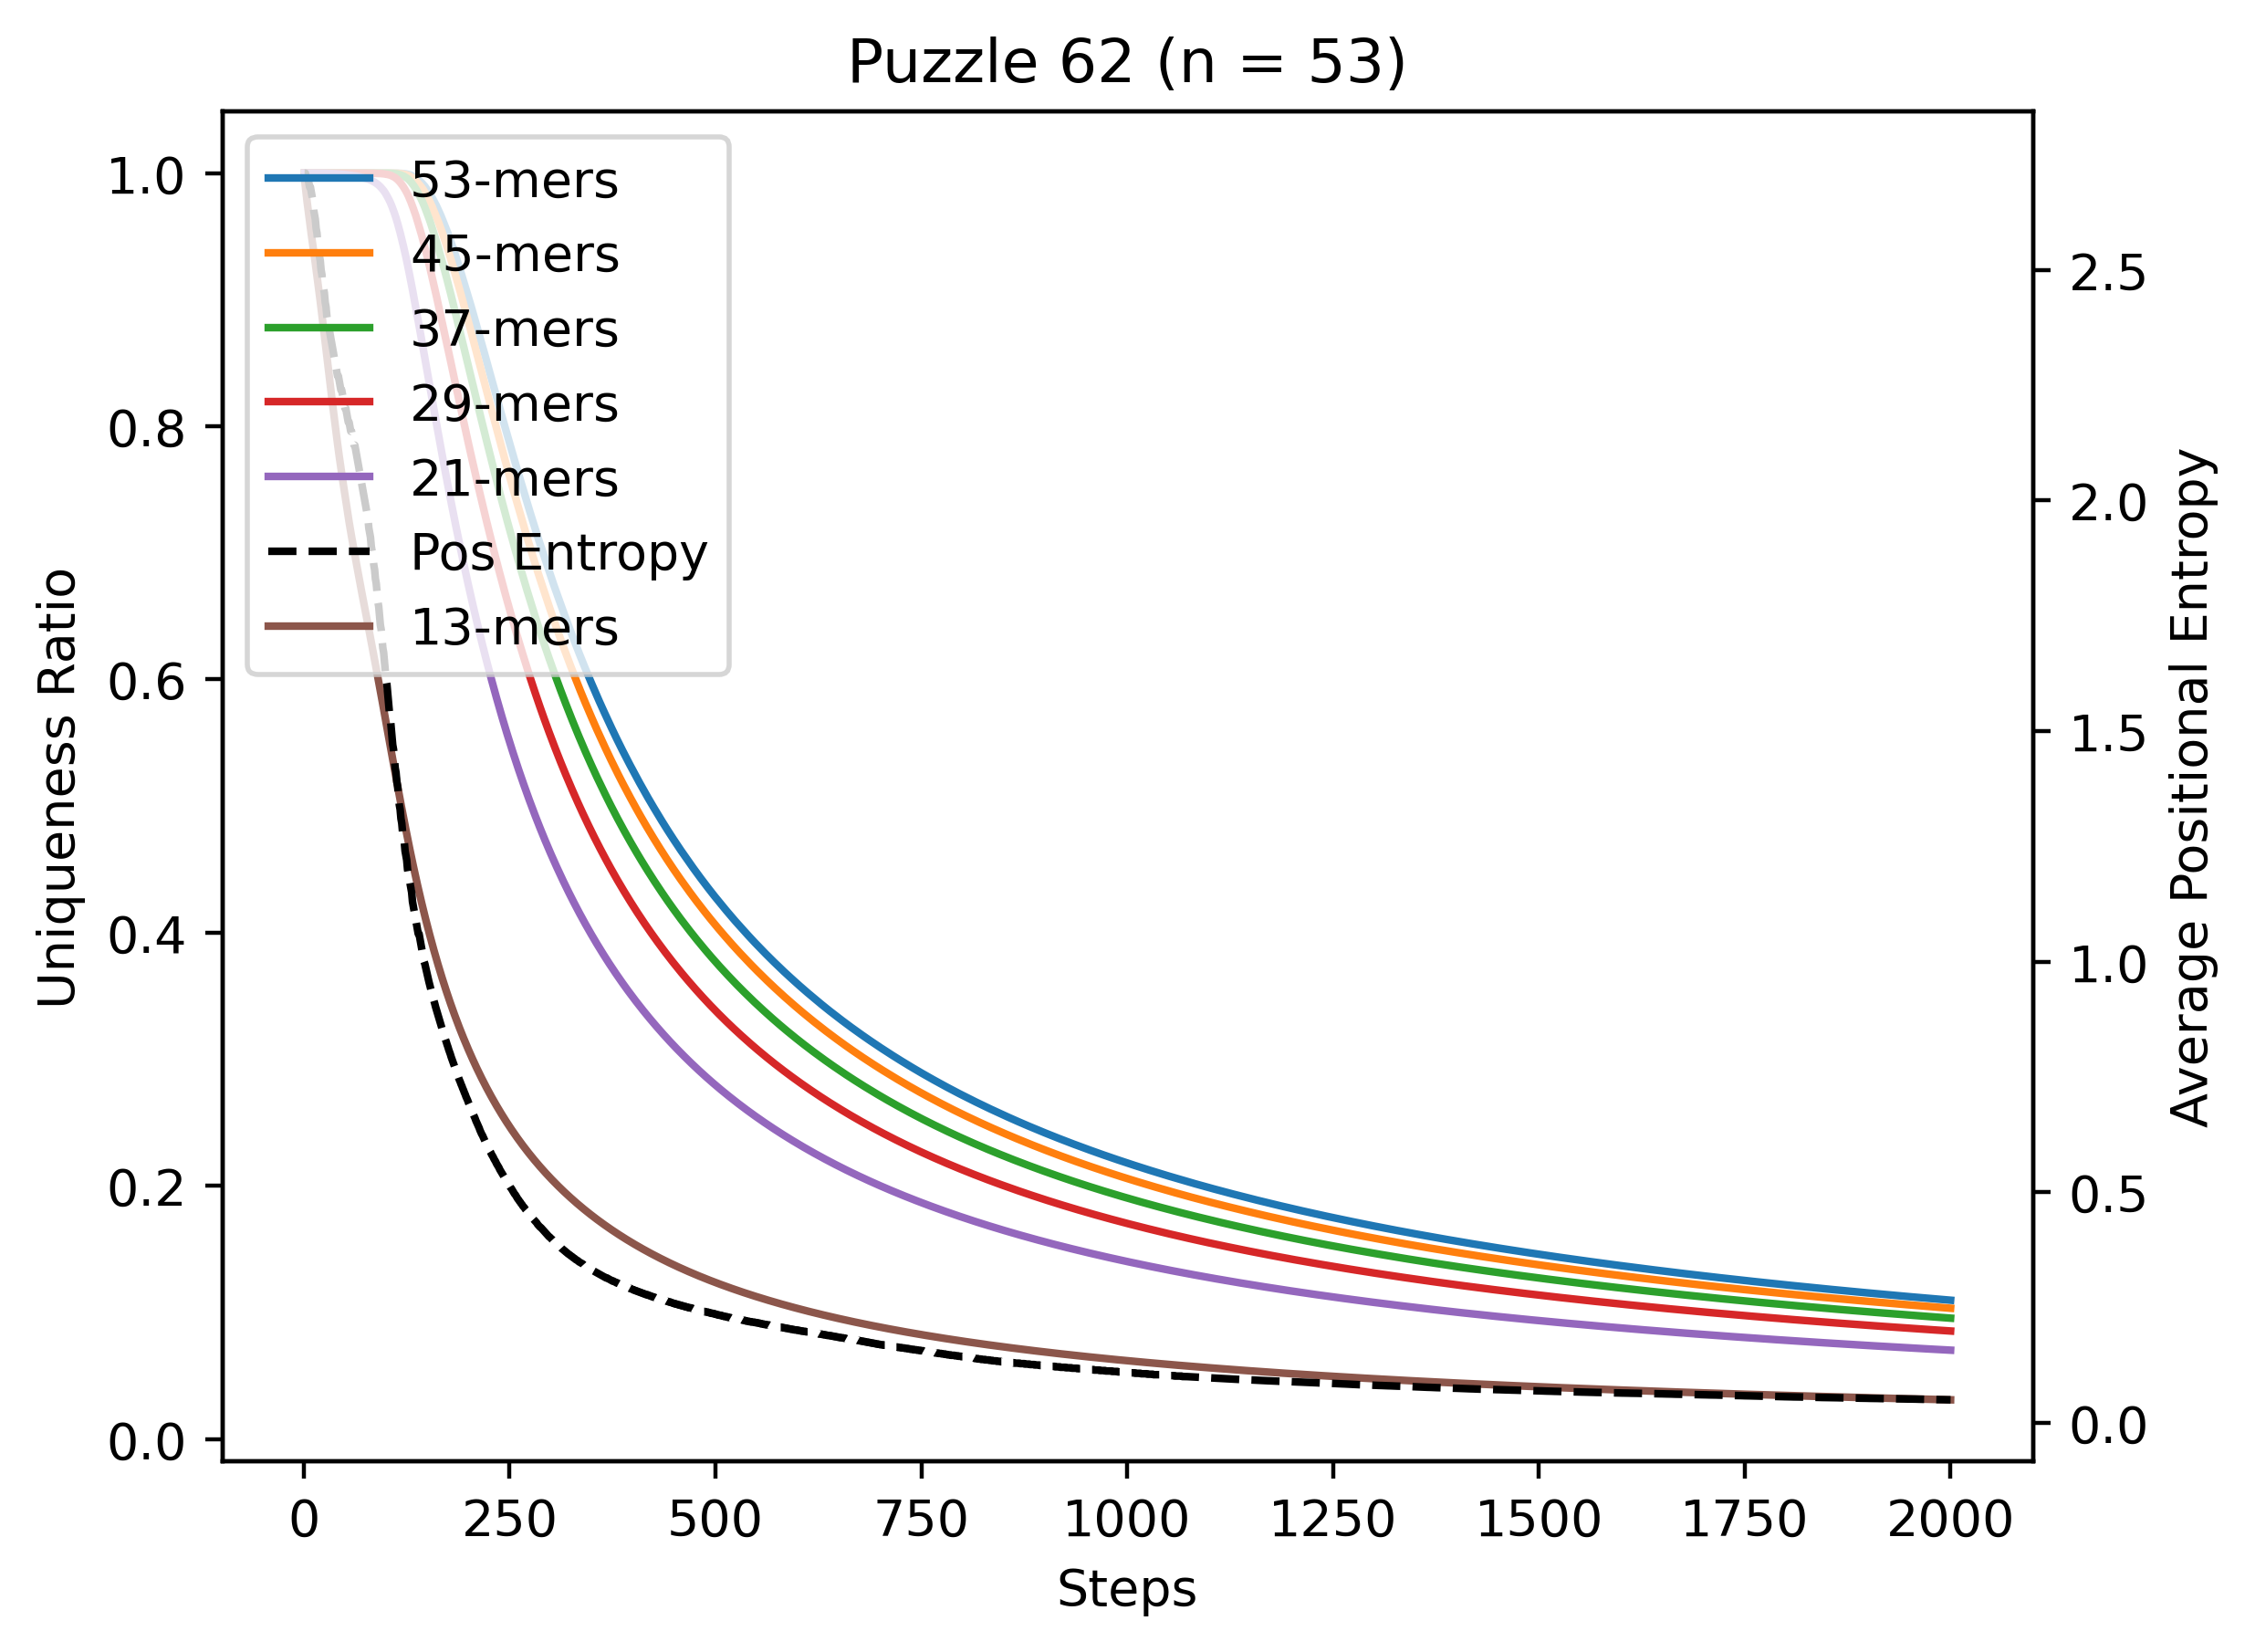 Puzzle 62 (n = 53)
53-mers
45-mers
37-mers
29-mers
21-mers
Pos Entropy
13-mers
Uniqueness Ratio
1.0
0.8
0.6
0.4
0.2
0.0
2.5
2.0
1.5
1.0
0.5
0.0
Average Positional Entropy
0 250 500 750 1000 1250 1500 1750 2000
Steps